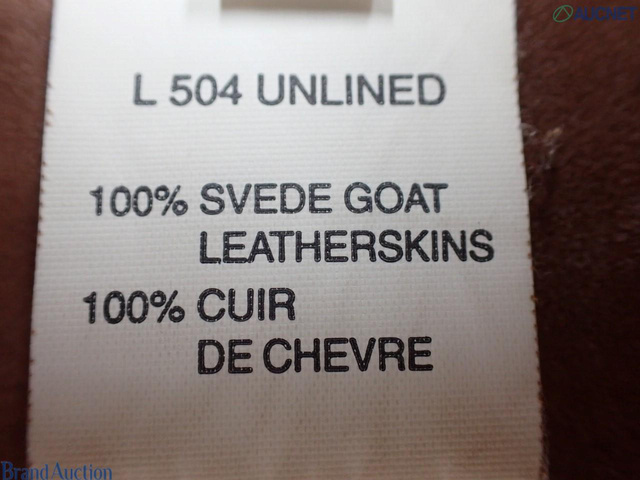 L 504 UNLINED
100% SVEDE GOAT
LEATHERSKINS
100% CUIR
DE CHEVRE
Brand Auction